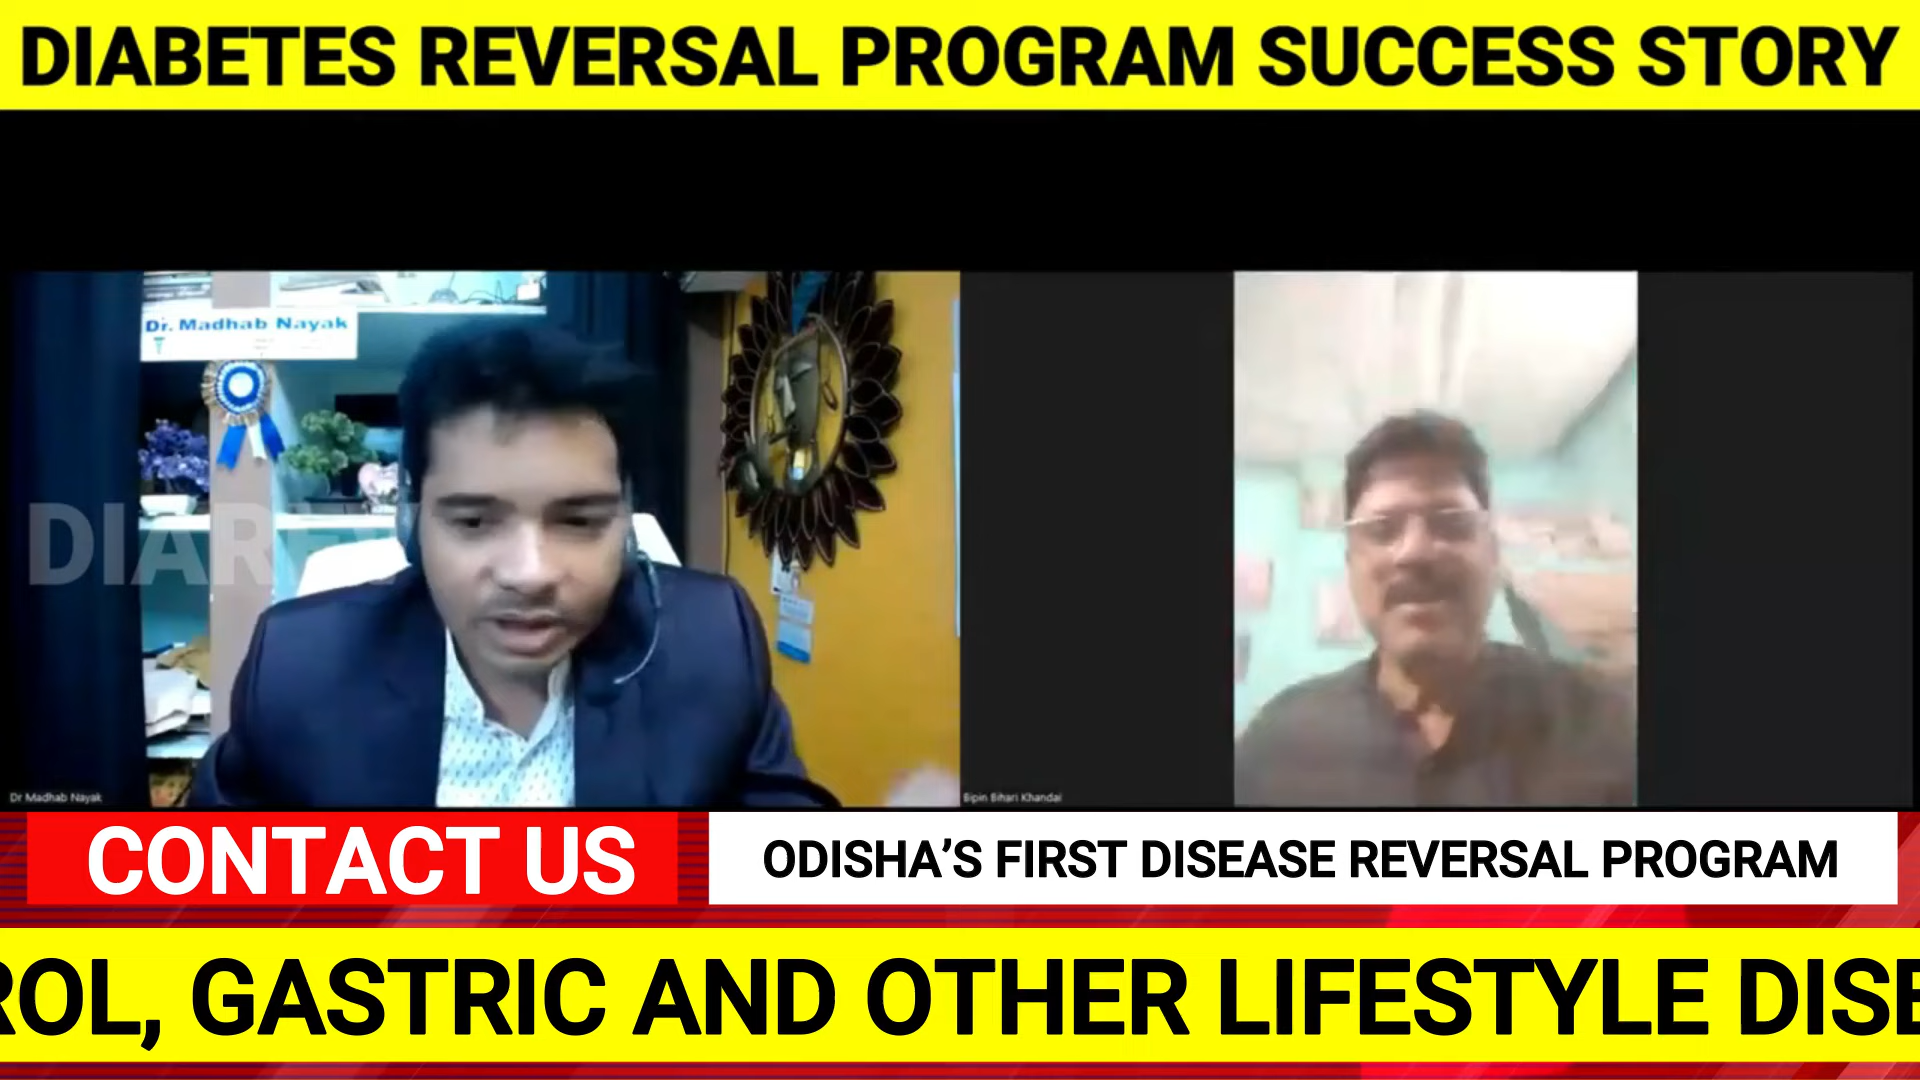 DIABETES REVERSAL PROGRAM SUCCESS STORY
Dr. Madhab Nayak
DIAREV
Dr Madhab Nayak
Bipin Bihari Khandai
CONTACT US
ODISHA'S FIRST DISEASE REVERSAL PROGRAM
ROL, GASTRIC AND OTHER LIFESTYLE DISE